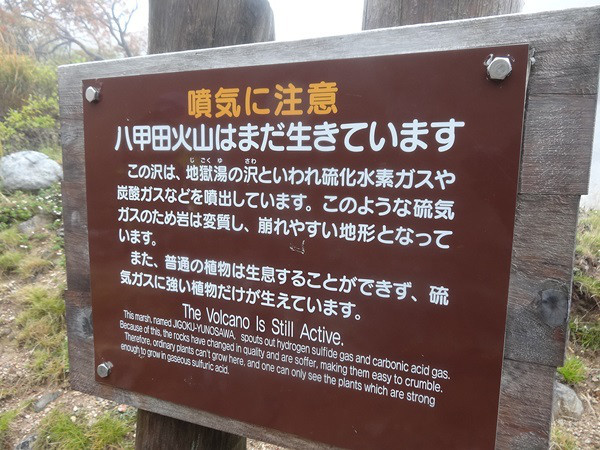 噴気に注意
八甲田火山はまだ生きています
じごくゆ さわ
この沢は、地獄湯の沢といわれ硫化水素ガスや
炭酸ガスなどを噴出しています。このような硫気
ガスのため岩は変質し、崩れやすい地形となって
います。
また、普通の植物は生息することができず、硫
気ガスに強い植物だけが生えています。
The Volcano Is Still Active.
This marsh, named JIGOKU-YUNOSAWA, spouts out hydrogen sulfide gas and carbonic acid gas.
Because of this, the rocks have changed in quality and are soffer, making them easy to crumble.
Therefore, ordinary plants can't grow here, and one can only see the plants which are strong
enough to grow in gaseous sulfuric acid.